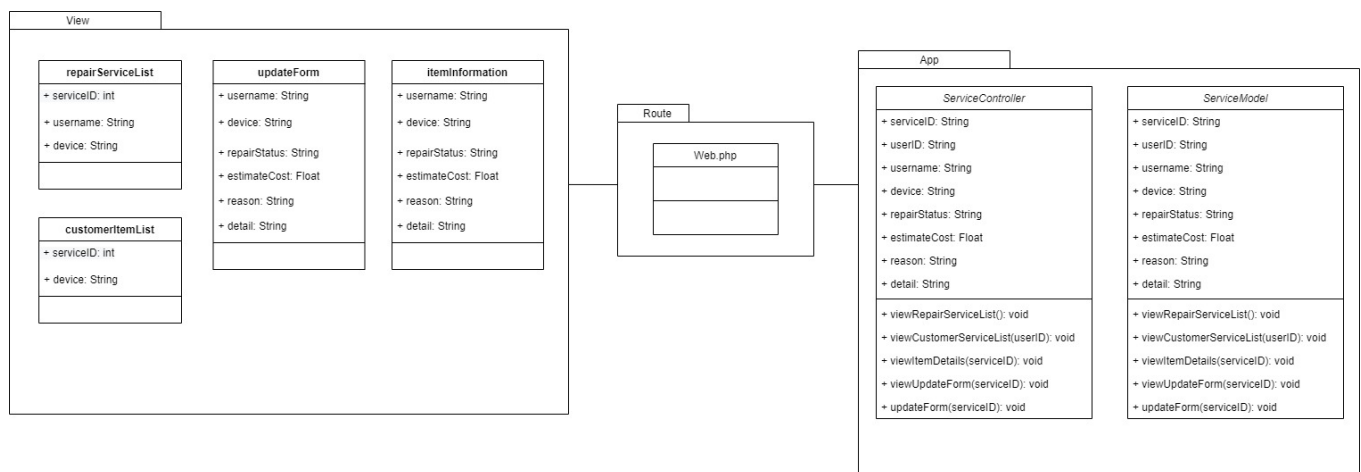 View
repairServiceList
+ serviceID: int
+ username: String
+ device: String
customerItemList
+ serviceID: int
+ device: String
updateForm
+ username: String
+ device: String
+ repairStatus: String
+ estimateCost: Float
+ reason: String
+ detail: String
itemInformation
+ username: String
+ device: String
+ repairStatus: String
+ estimateCost: Float
+ reason: String
+ detail: String
Route
Web.php
App
ServiceController
+ serviceID: String
+ userID: String
+ username: String
+ device: String
+ repairStatus: String
+ estimateCost: Float
+ reason: String
+ detail: String
+ viewRepairServiceList(): void
+ viewCustomerServiceList(userID): void
+ viewItemDetails(serviceID): void
+ viewUpdateForm(serviceID): void
+ updateForm(serviceID): void
ServiceModel
+ serviceID: String
+ userID: String
+ username: String
+ device: String
+ repairStatus: String
+ estimateCost: Float
+ reason: String
+ detail: String
+ viewRepairServiceList(): void
+ viewCustomerServiceList(userID): void
+ viewItemDetails(serviceID): void
+ viewUpdateForm(serviceID): void
+ updateForm(serviceID): void